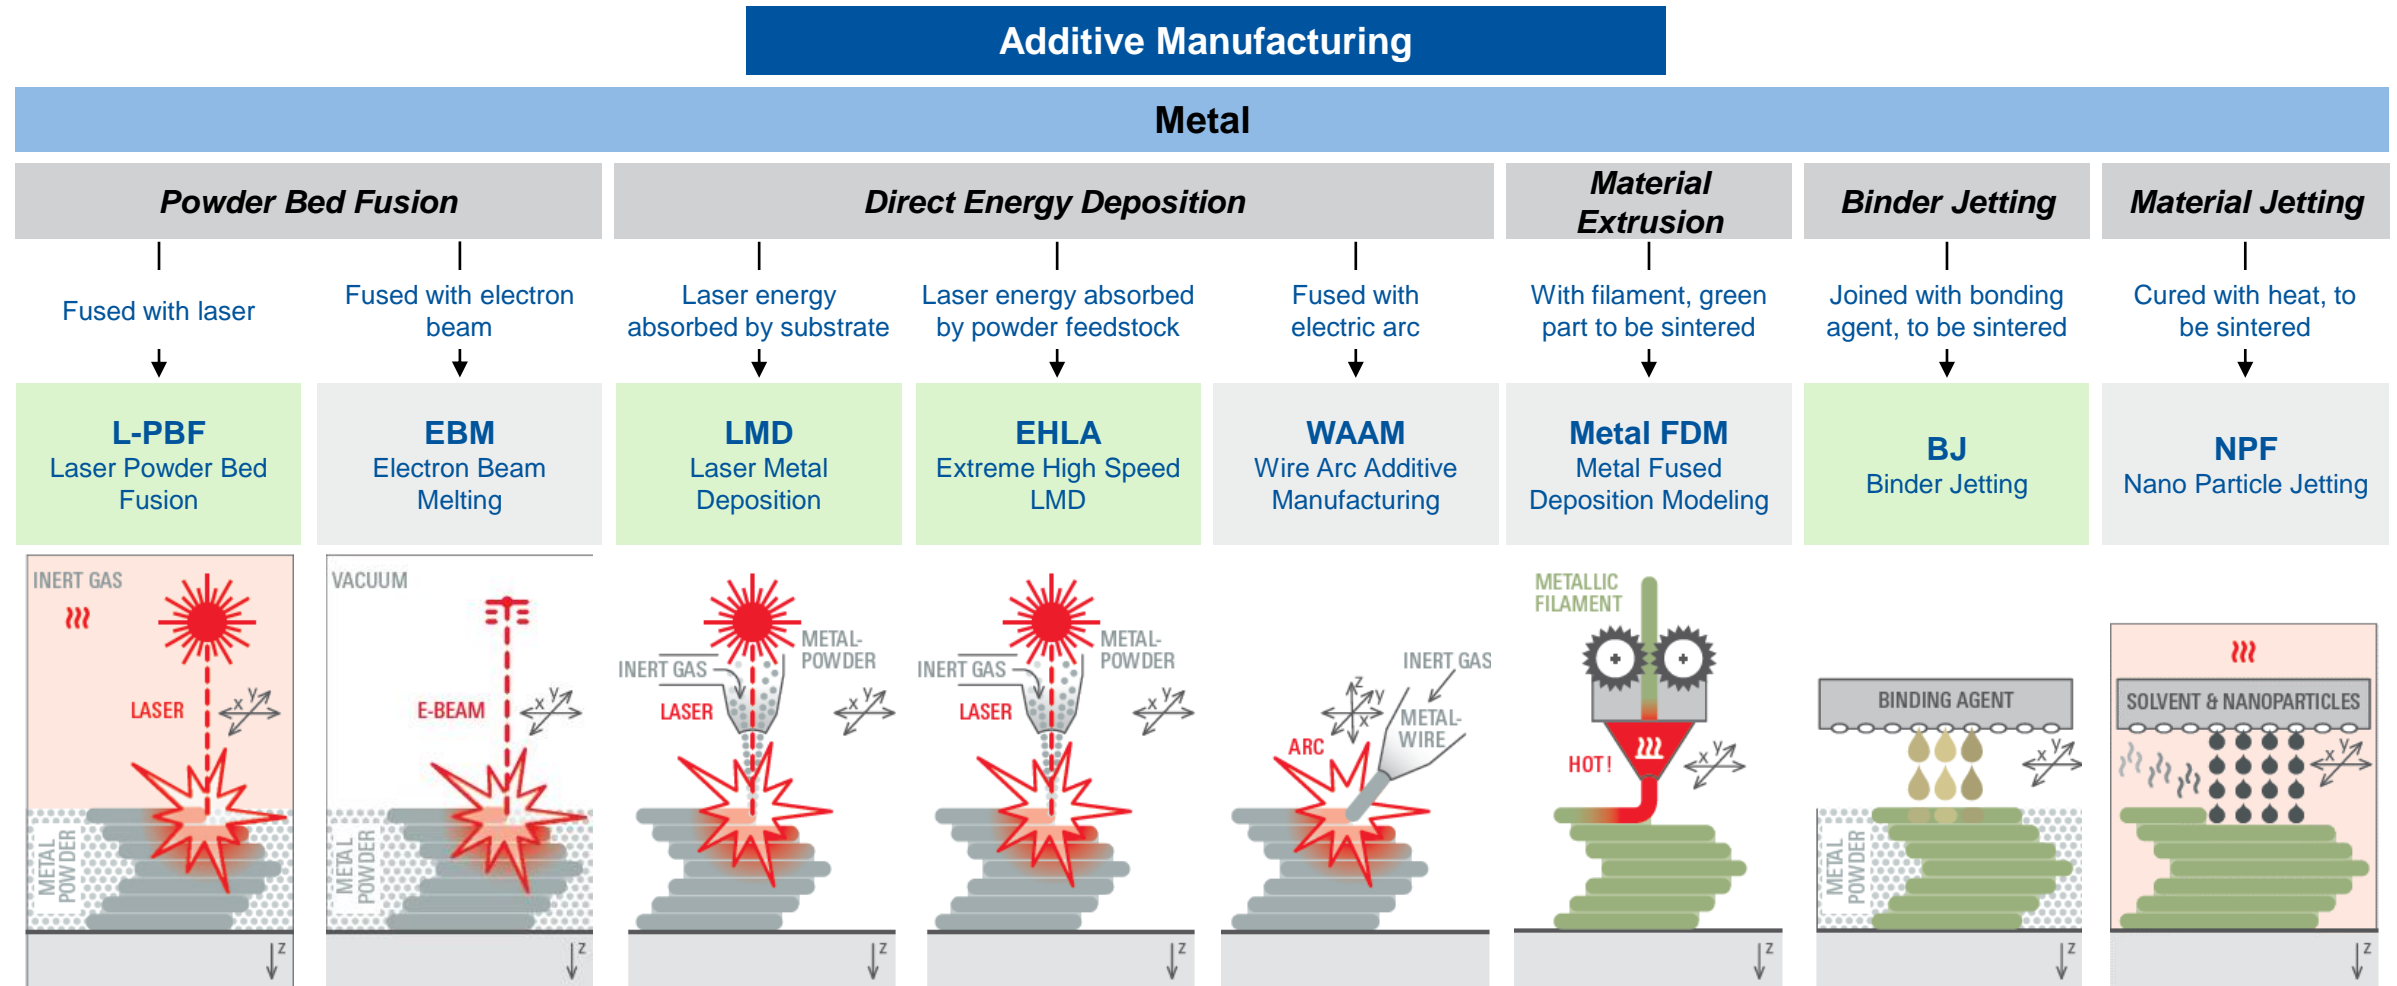 Additive Manufacturing
Metal
Powder Bed Fusion
Direct Energy Deposition
Material
Extrusion
Binder Jetting
Material Jetting
Fused with laser
Fused with electron
beam
Laser energy
absorbed by substrate
Laser energy absorbed
by powder feedstock
Fused with
electric arc
With filament, green
part to be sintered
Joined with bonding
agent, to be sintered
Cured with heat, to
be sintered
L-PBF
Laser Powder Bed
Fusion
EBM
Electron Beam
Melting
LMD
Laser Metal
Deposition
EHLA
Extreme High Speed
LMD
WAAM
Wire Arc Additive
Manufacturing
Metal FDM
Metal Fused
Deposition Modeling
BJ
Binder Jetting
NPF
Nano Particle Jetting
INERT GAS
LASER
x y
METAL
POWDER
z
VACUUM
E-BEAM
x y
METAL
POWDER
z
METAL-
POWDER
INERT GAS
LASER
x y
z
METAL-
POWDER
INERT GAS
LASER
x y
z
INERT GAS
z
y
x
METAL-
WIRE
ARC
METALLIC
FILAMENT
HOT!
x y
z
BINDING AGENT
x y
METAL
POWDER
z
SOLVENT & NANOPARTICLES
x y
z